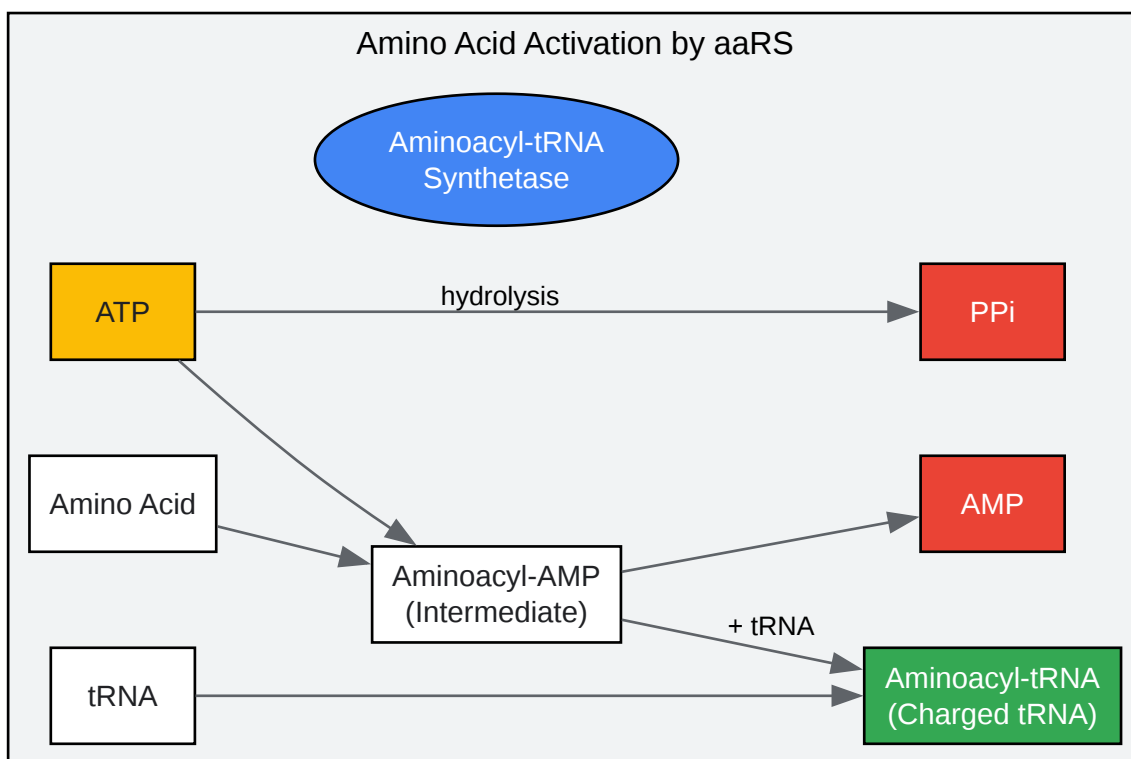 Amino Acid Activation by aaRS
Aminoacyl-tRNA
Synthetase
ATP
hydrolysis
PPi
Amino Acid
AMP
Aminoacyl-AMP
(Intermediate)
+ tRNA
tRNA
Aminoacyl-tRNA
(Charged tRNA)